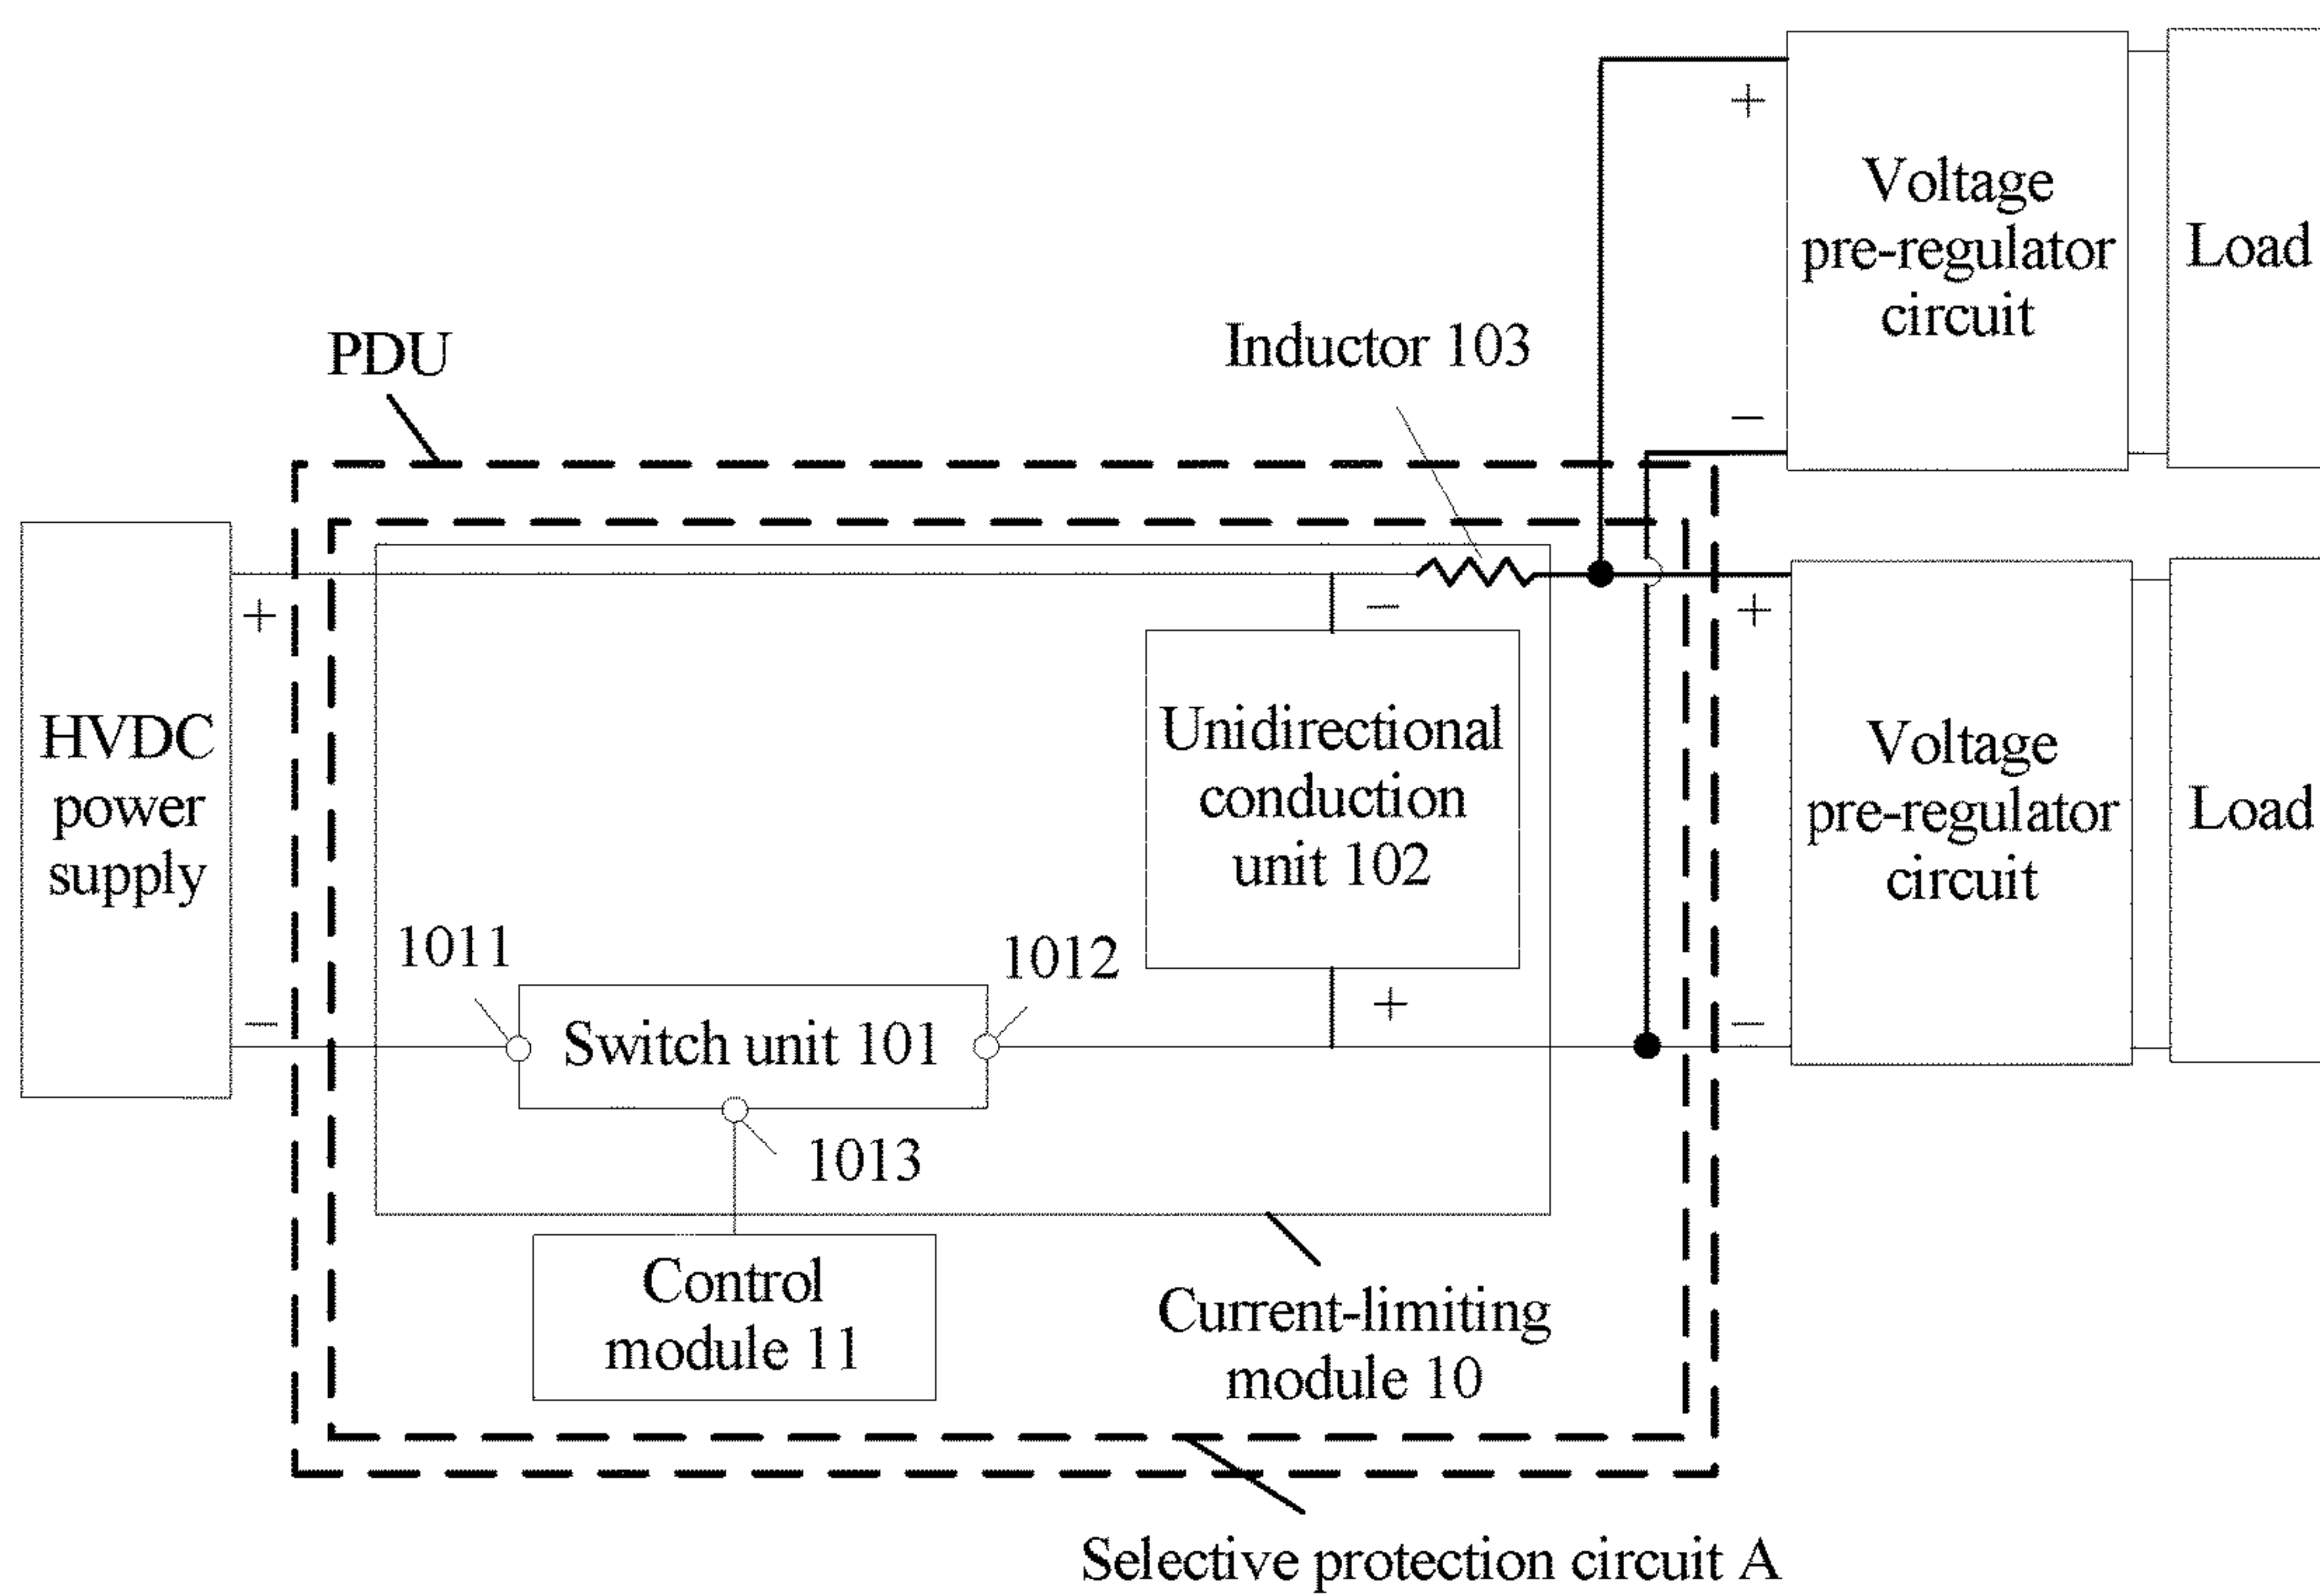 +
Voltage
pre-regulator
circuit
Load
−
PDU
Inductor 103
HVDC
power
supply
+
−
−
Unidirectional
conduction
unit 102
+
+
Voltage
pre-regulator
circuit
−
Load
1011
Switch unit 101
1012
1013
Control
module 11
Current-limiting
module 10
Selective protection circuit A